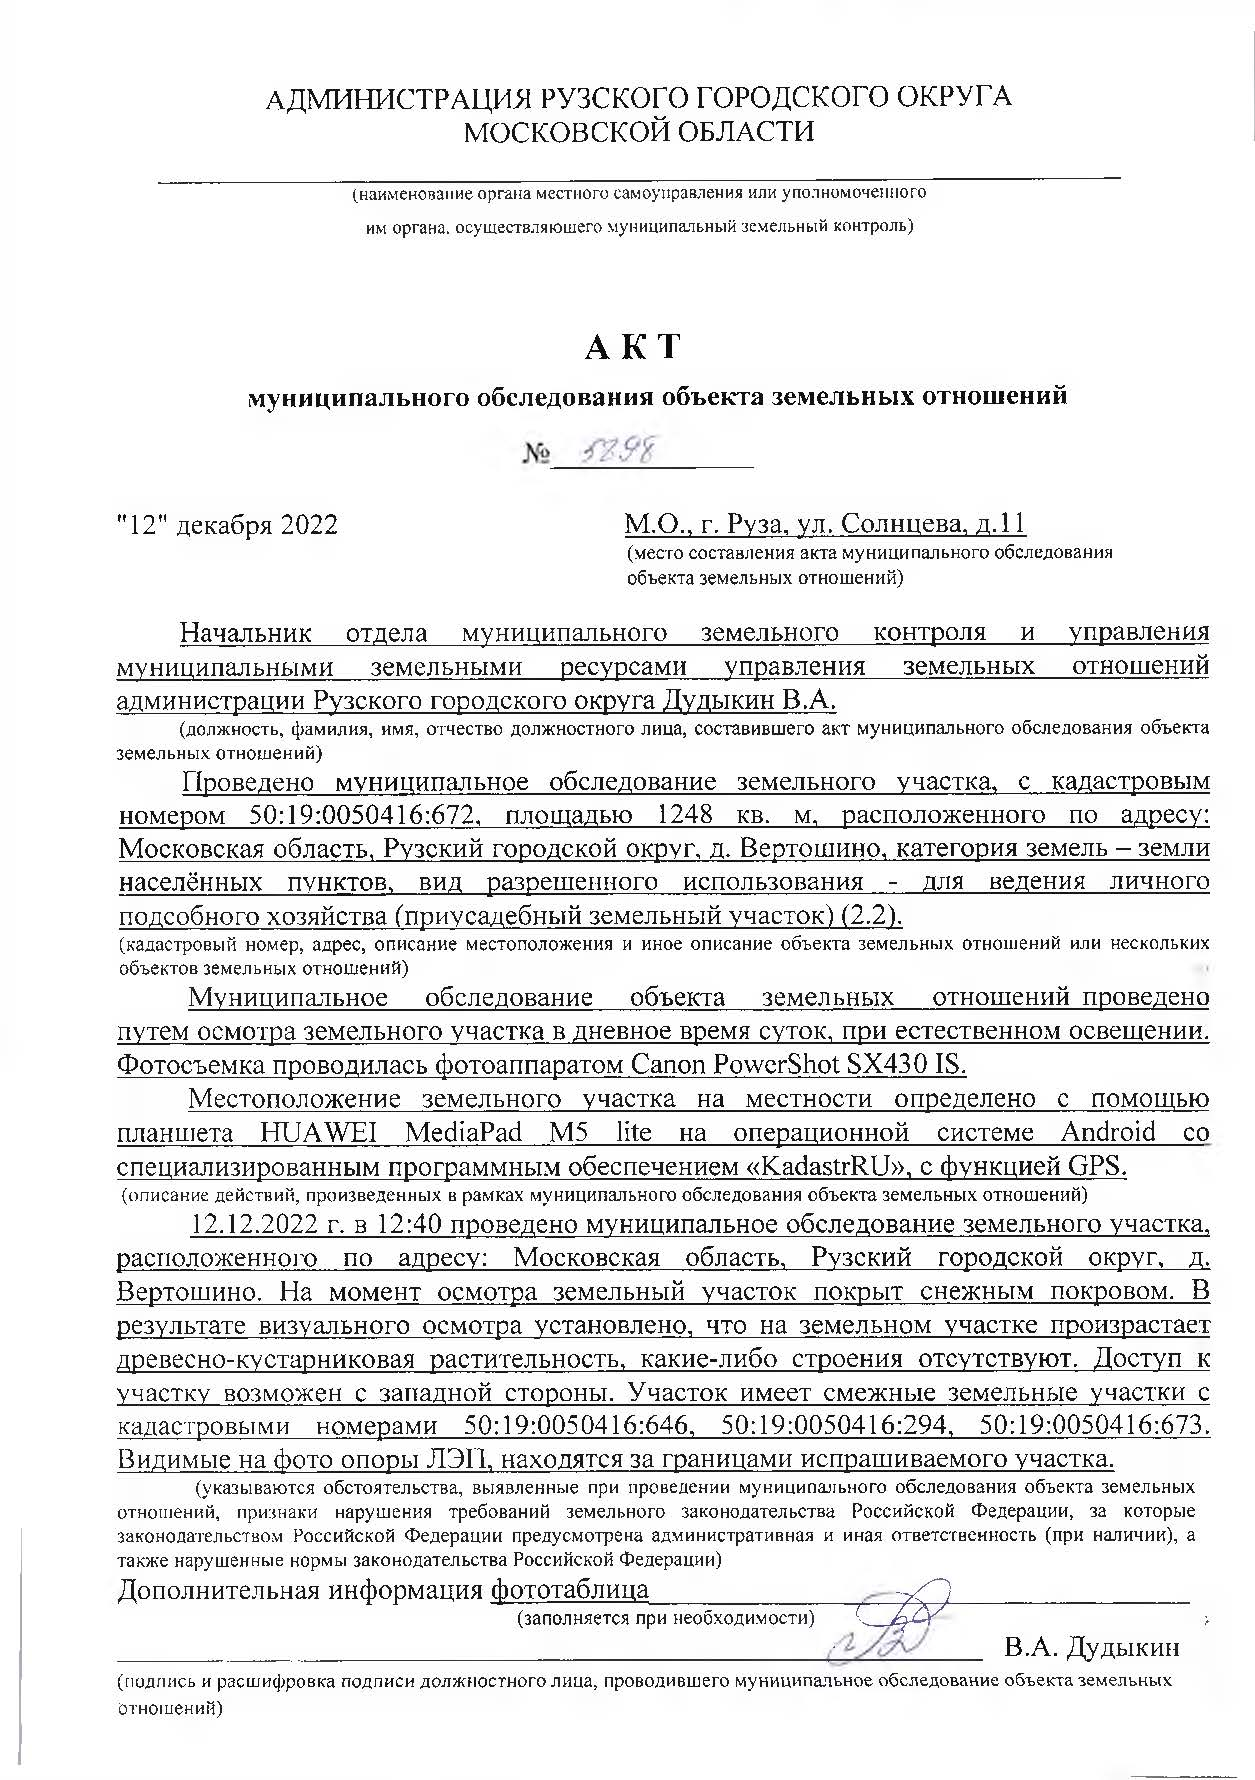 АДМИНИСТРАЦИЯ РУЗСКОГО ГОРОДСКОГО ОКРУГА
МОСКОВСКОЙ ОБЛАСТИ
(наименование органа местного самоуправления или уполномоченного
им органа, осуществляющего муниципальный земельный контроль)
А К Т
муниципального обследования объекта земельных отношений
№ 5298
"12" декабря 2022
М.О., г. Руза, ул. Солнцева, д.11
(место составления акта муниципального обследования
объекта земельных отношений)
Начальник отдела муниципального земельного контроля и управления
муниципальными земельными ресурсами управления земельных отношений
администрации Рузского городского округа Дудыкин В.А.
(должность, фамилия, имя, отчество должностного лица, составившего акт муниципального обследования объекта
земельных отношений)
Проведено муниципальное обследование земельного участка, с кадастровым
номером 50:19:0050416:672, площадью 1248 кв. м, расположенного по адресу:
Московская область, Рузский городской округ, д. Вертошино, категория земель – земли
населённых пунктов, вид разрешенного использования - для ведения личного
подсобного хозяйства (приусадебный земельный участок) (2.2).
(кадастровый номер, адрес, описание местоположения и иное описание объекта земельных отношений или нескольких
объектов земельных отношений)
Муниципальное обследование объекта земельных отношений проведено
путем осмотра земельного участка в дневное время суток, при естественном освещении.
Фотосъемка проводилась фотоаппаратом Canon PowerShot SX430 IS.
Местоположение земельного участка на местности определено с помощью
планшета HUAWEI MediaPad M5 lite на операционной системе Android со
специализированным программным обеспечением «KadastrRU», с функцией GPS.
(описание действий, произведенных в рамках муниципального обследования объекта земельных отношений)
12.12.2022 г. в 12:40 проведено муниципальное обследование земельного участка,
расположенного по адресу: Московская область, Рузский городской округ, д.
Вертошино. На момент осмотра земельный участок покрыт снежным покровом. В
результате визуального осмотра установлено, что на земельном участке произрастает
древесно-кустарниковая растительность, какие-либо строения отсутствуют. Доступ к
участку возможен с западной стороны. Участок имеет смежные земельные участки с
кадастровыми номерами 50:19:0050416:646, 50:19:0050416:294, 50:19:0050416:673.
Видимые на фото опоры ЛЭП, находятся за границами испрашиваемого участка.
(указываются обстоятельства, выявленные при проведении муниципального обследования объекта земельных
отношений, признаки нарушения требований земельного законодательства Российской Федерации, за которые
законодательством Российской Федерации предусмотрена административная и иная ответственность (при наличии), а
также нарушенные нормы законодательства Российской Федерации)
Дополнительная информация фототаблица
(заполняется при необходимости)
В.А. Дудыкин
(подпись и расшифровка подписи должностного лица, проводившего муниципальное обследование объекта земельных
отношений)